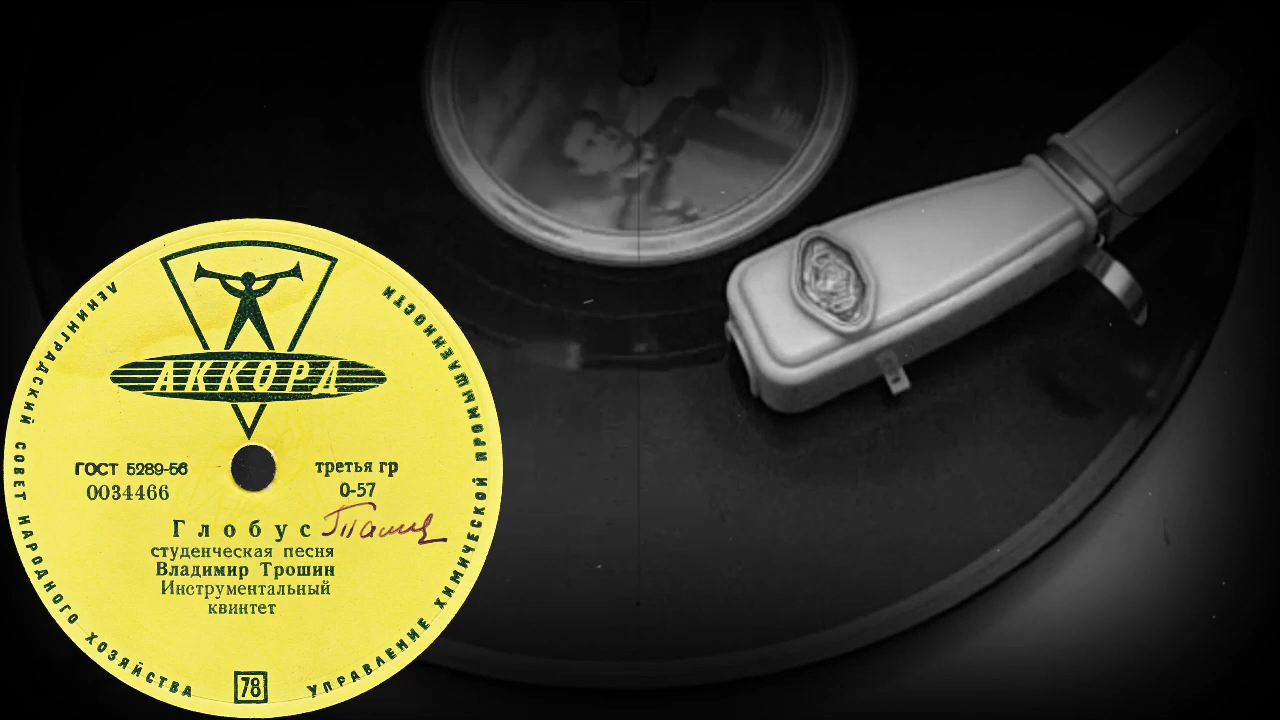 АККОРД
ЛЕНИНГРАДСКИЙ СОВЕТ НАРОДНОГО ХОЗЯЙСТВА
УПРАВЛЕНИЕ ХИМИЧЕСКОЙ ПРОМЫШЛЕННОСТИ
ГОСТ 5289-56 третья гр
0034466 0-57
Глобус
студенческая песня
Владимир Трошин
Инструментальный
квинтет
78